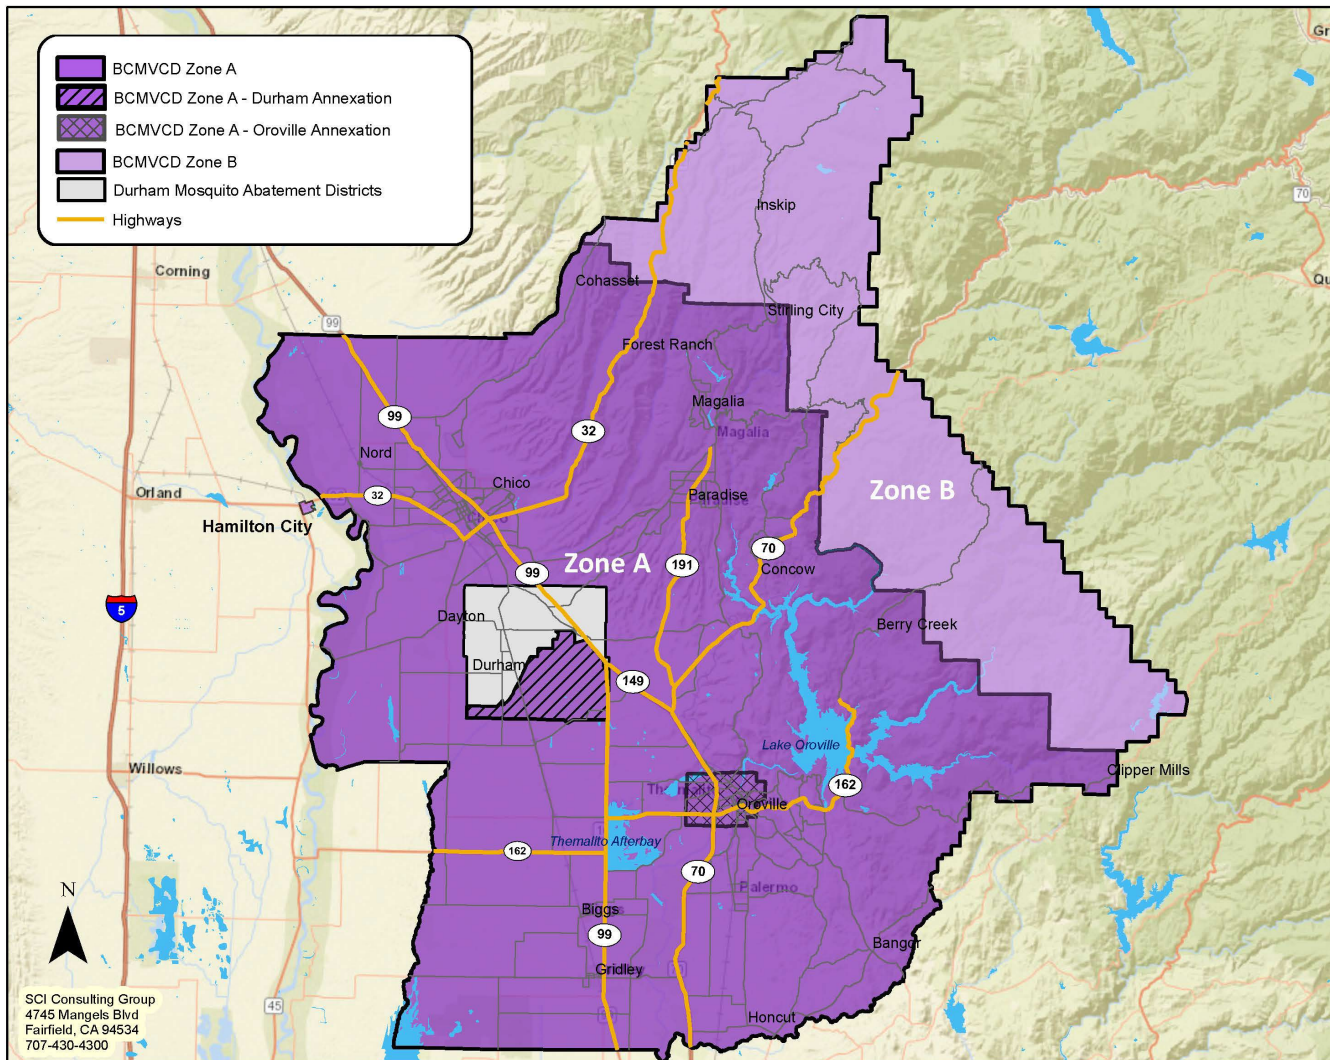 BCMVCD Zone A
BCMVCD Zone A - Durham Annexation
BCMVCD Zone A - Oroville Annexation
BCMVCD Zone B
Durham Mosquito Abatement Districts
Highways
Gr
70
Inskip
Corning
Cohasset
Qu
99
Stirling City
Forest Ranch
Magalia
99
32
Magalia
Nord
Chico
Orland
32
Paradise
Zone B
Hamilton City
Zone A
70
99
191
Concow
5
Dayton
Berry Creek
Durham
149
Lake Oroville
Willows
Clipper Mills
162
Oroville
Themalito Afterbay
162
70
Palermo
N
Biggs
99
Bangor
Gridley
45
Honcut
SCI Consulting Group
4745 Mangels Blvd
Fairfield, CA 94534
707-430-4300